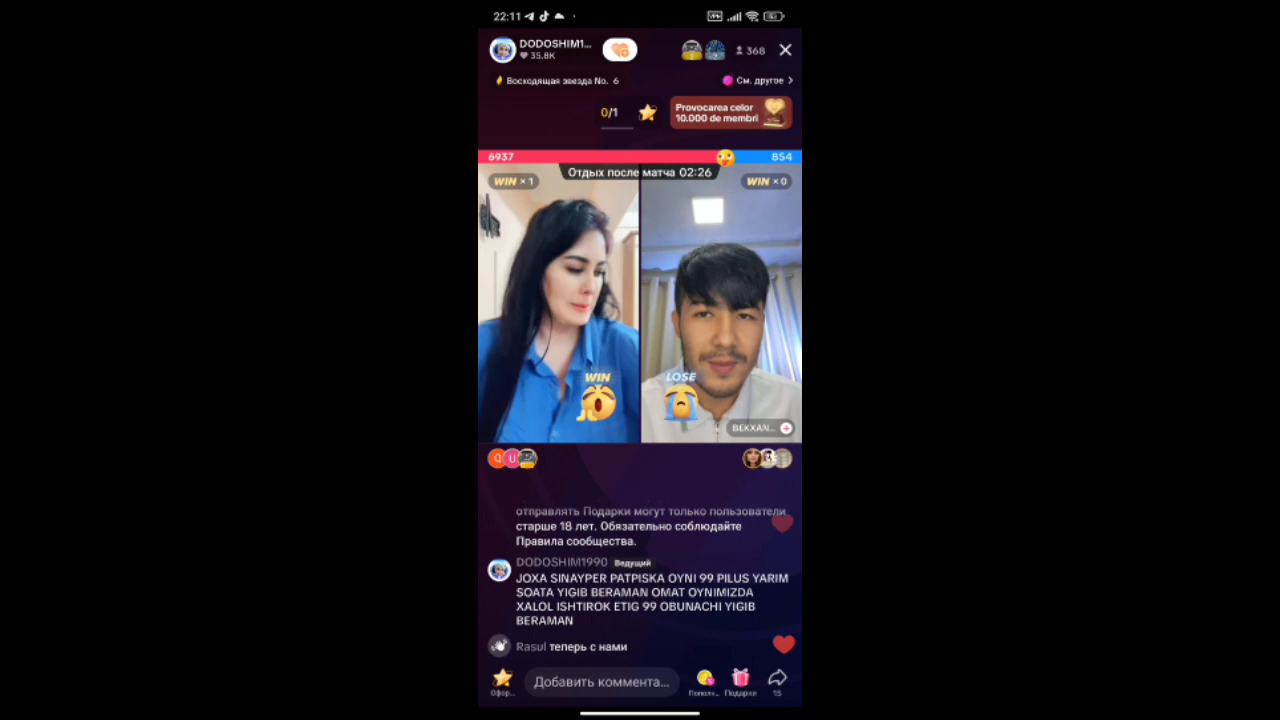 22:11
DODOSHIM1...
35.8K
368
Восходящая звезда No. 6
См. другое
0/1
Provocarea celor
10.000 de membri
6937
854
Отдых после матча 02:26
WIN × 1
WIN × 0
WIN
LOSE
BEKXAN...
Q
U
отправлять Подарки могут только пользователи
старше 18 лет. Обязательно соблюдайте
Правила сообщества.
DODOSHIM1990 Ведущий
JOXA SINAYPER PATPISKA OYNI 99 PILUS YARIM
SOATA YIGIB BERAMAN OMAT OYNIMIZDA
XALOL ISHTIROK ETIG 99 OBUNACHI YIGIB
BERAMAN
Rasul теперь с нами
Добавить коммента...
Офор...
Пополн...
Подарки
15